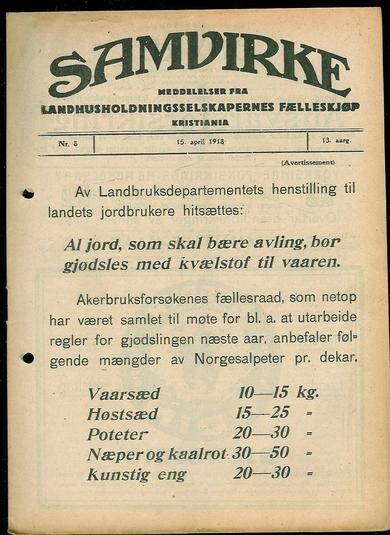 SAMVIRKE
MEDDELELSER FRA
LANDHUSHOLDNINGSSELSKAPERNES FÆLLESKJØP
KRISTIANIA
Nr. 8 15. april 1918 13. aarg.
(Avertissement).
Av Landbruksdepartementets henstilling til
landets jordbrukere hitsættes:
Al jord, som skal bære avling, bør
gjødsles med kvælstof til vaaren.
Akerbruksforsøkenes fællesraad, som netop
har været samlet til møte for bl. a. at utarbeide
regler for gjødslingen næste aar, anbefaler føl-
gende mængder av Norgesalpeter pr. dekar.
Vaarsæd 10—15 kg.
Høstsæd 15—25 "
Poteter 20—30 "
Næper og kaalrot 30—50 "
Kunstig eng 20—30 "